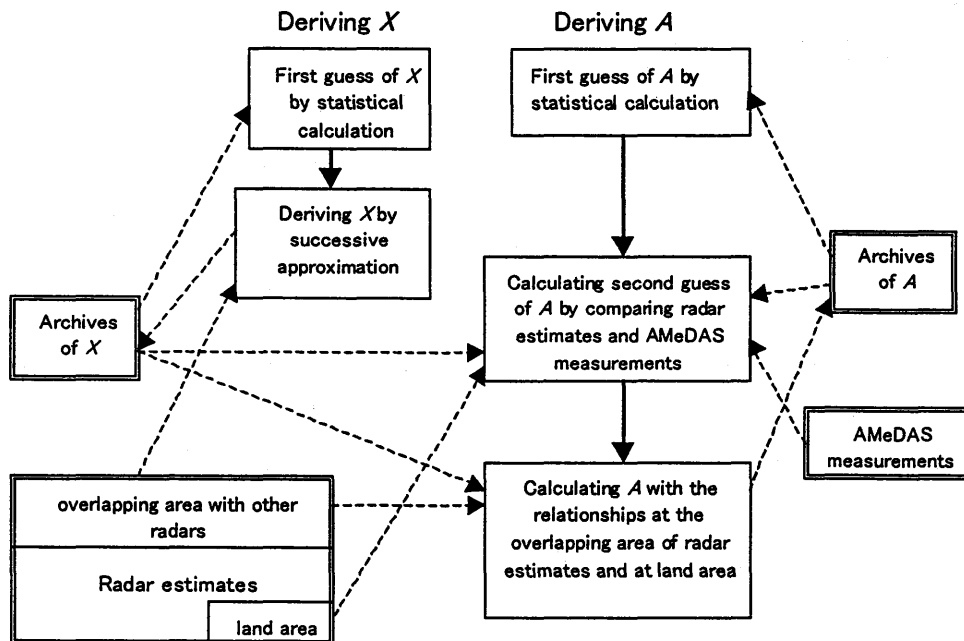 Deriving X
Deriving A
First guess of X
by statistical
calculation
First guess of A by
statistical calculation
Deriving X by
successive
approximation
Archives
of X
Calculating second guess
of A by comparing radar
estimates and AMeDAS
measurements
Archives
of A
AMeDAS
measurements
overlapping area with other
radars
Radar estimates
land area
Calculating A with the
relationships at the
overlapping area of radar
estimates and at land area